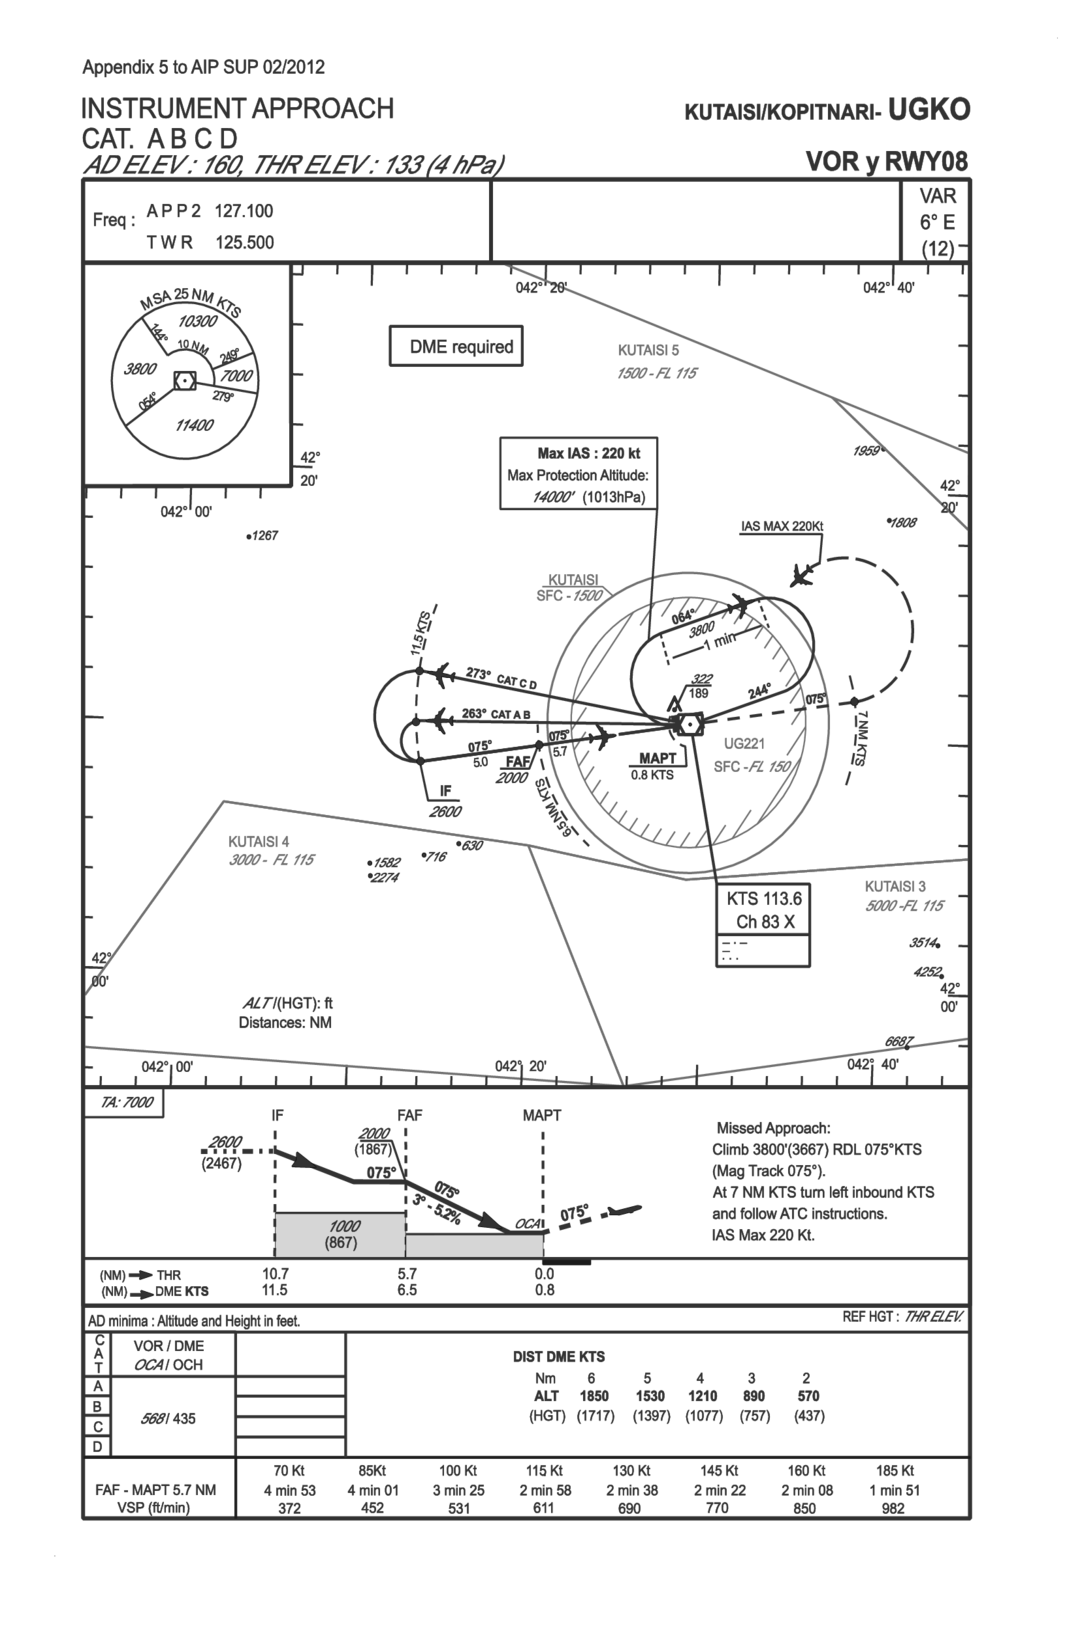 Appendix 5 to AIP SUP 02/2012
INSTRUMENT APPROACH
CAT. A B C D
AD ELEV : 160, THR ELEV : 133 (4 hPa)
KUTAISI/KOPITNARI- UGKO
VOR y RWY08
Freq :
APP2 127.100
TWR 125.500
VAR
6° E
(12)
MSA 25 NM KTS
10300
144°
10 NM
249°
3800
7000
279°
054°
11400
042° 20'
042° 40'
DME required
KUTAISI 5
1500 - FL 115
42°
20'
042° 00'
Max IAS : 220 kt
Max Protection Altitude:
14000' (1013hPa)
1959
42°
20'
1808
1267
IAS MAX 220Kt
KUTAISI
SFC - 1500
11.5 KTS
064°
3800
1 min
273° CAT C D
322
189
244°
075°
263° CAT A B
7 NM KTS
075°
5.0
FAF
2000
075°
5.7
MAPT
0.8 KTS
UG221
SFC - FL 150
IF
2600
6.5 NM KTS
KUTAISI 4
3000 - FL 115
630
716
1582
2274
KTS 113.6
Ch 83 X
KUTAISI 3
5000 -FL 115
3514
4252
42°
00'
42°
00'
ALT/(HGT): ft
Distances: NM
6687
042° 00'
042° 20'
042° 40'
TA: 7000
IF
FAF
MAPT
2600
(2467)
2000
(1867)
075°
075°
3° - 5.2%
OCA
075°
1000
(867)
Missed Approach:
Climb 3800'(3667) RDL 075°KTS
(Mag Track 075°).
At 7 NM KTS turn left inbound KTS
and follow ATC instructions.
IAS Max 220 Kt.
(NM) THR 10.7 5.7 0.0
(NM) DME KTS 11.5 6.5 0.8
AD minima : Altitude and Height in feet.
REF HGT : THR ELEV.
CAT
VOR / DME
OCA / OCH
A
B
C
D
568/ 435
DIST DME KTS
Nm 6 5 4 3 2
ALT 1850 1530 1210 890 570
(HGT) (1717) (1397) (1077) (757) (437)
70 Kt 85Kt 100 Kt 115 Kt 130 Kt 145 Kt 160 Kt 185 Kt
FAF - MAPT 5.7 NM 4 min 53 4 min 01 3 min 25 2 min 58 2 min 38 2 min 22 2 min 08 1 min 51
VSP (ft/min) 372 452 531 611 690 770 850 982